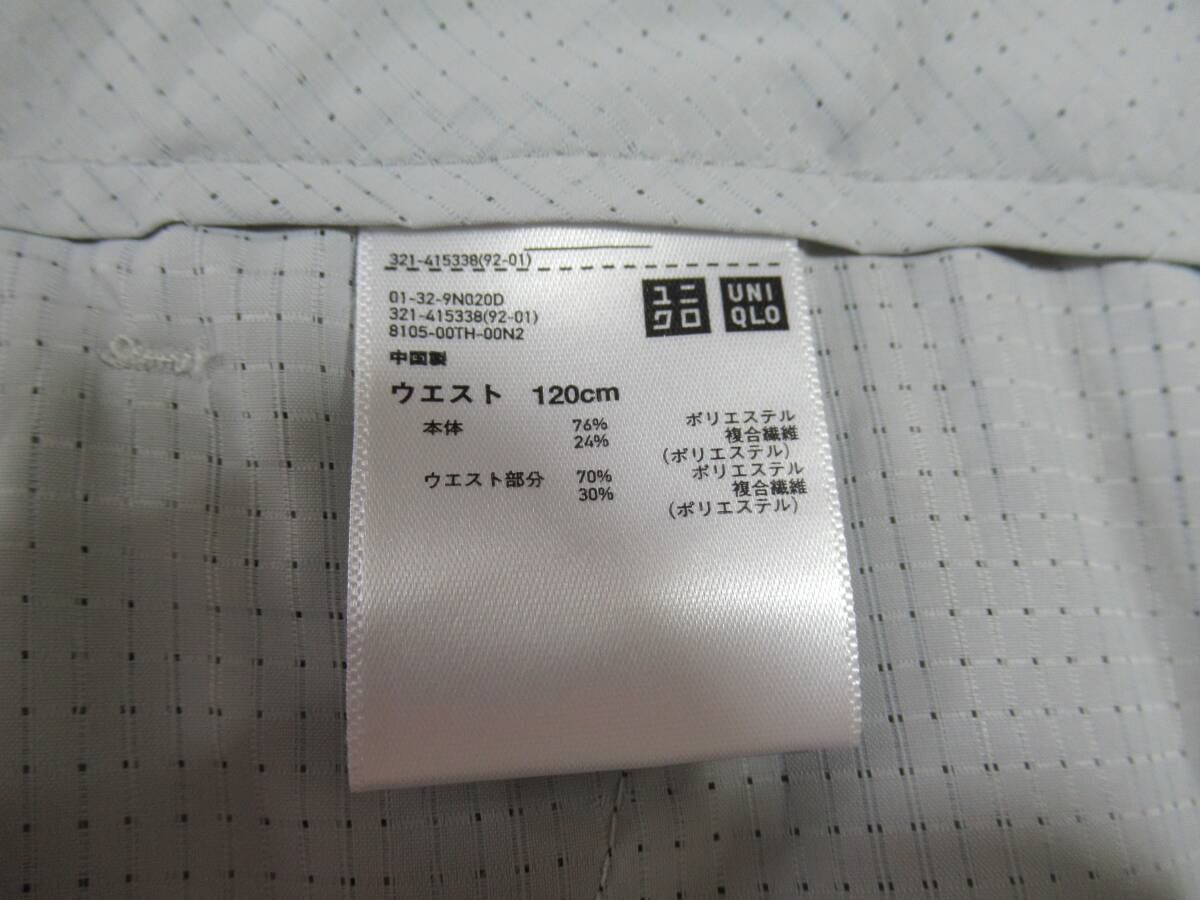 321-415338(92-01)
01-32-9N020D
321-415338(92-01)
8105-00TH-00N2
中国製
ユニクロ
UNIQLO
ウエスト 120cm
本体 76% ポリエステル
24% 複合繊維
(ポリエステル)
ウエスト部分 70% ポリエステル
30% 複合繊維
(ポリエステル)